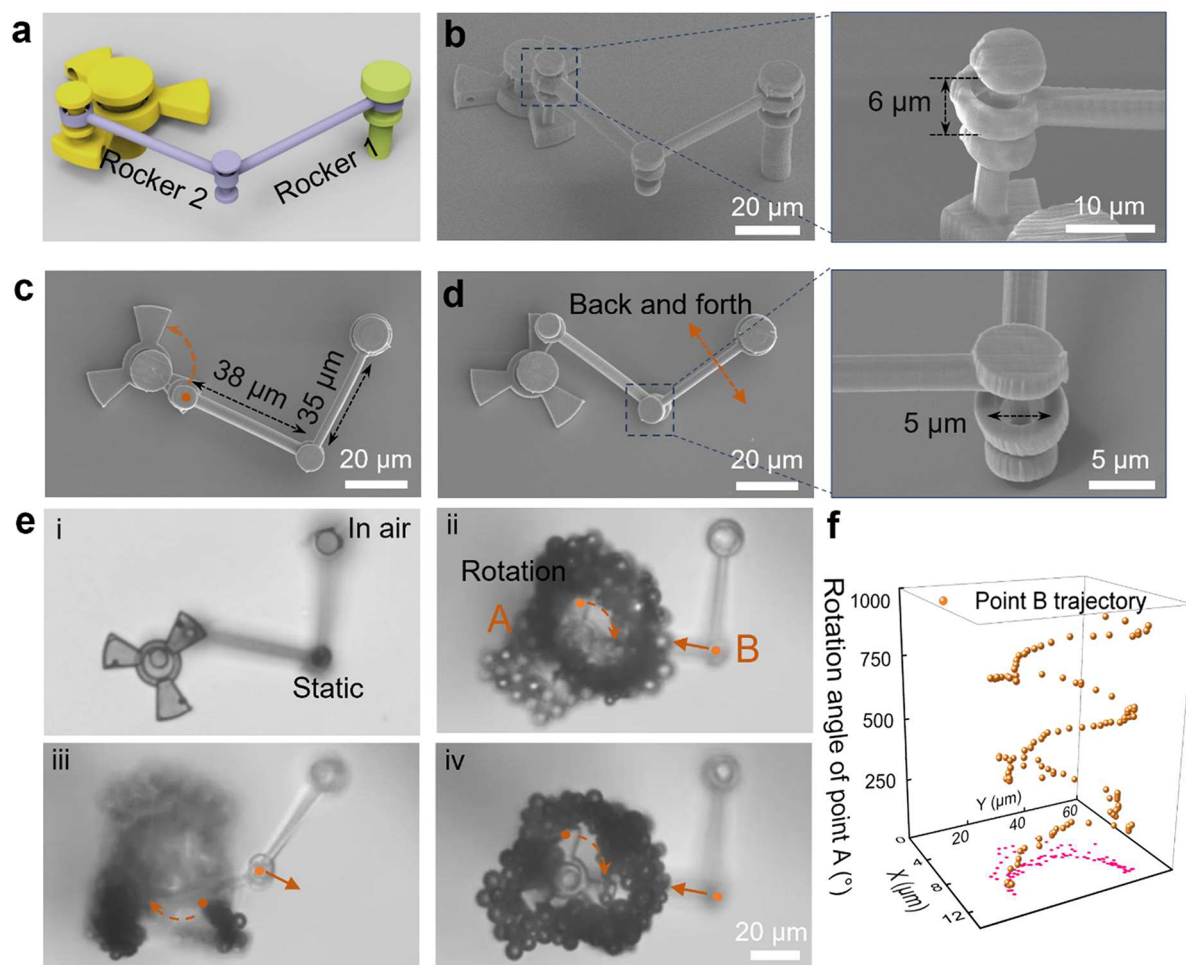 a
Rocker 2
Rocker 1
b
20 µm
6 µm
10 µm
c
38 µm
35 µm
20 µm
d
Back and forth
20 µm
5 µm
5 µm
e
i
In air
Static
ii
Rotation
A
B
iii
iv
20 µm
f
Point B trajectory
Rotation angle of point A (°)
1000
750
500
250
0
Y (µm)
20
40
60
X (µm)
4
8
12